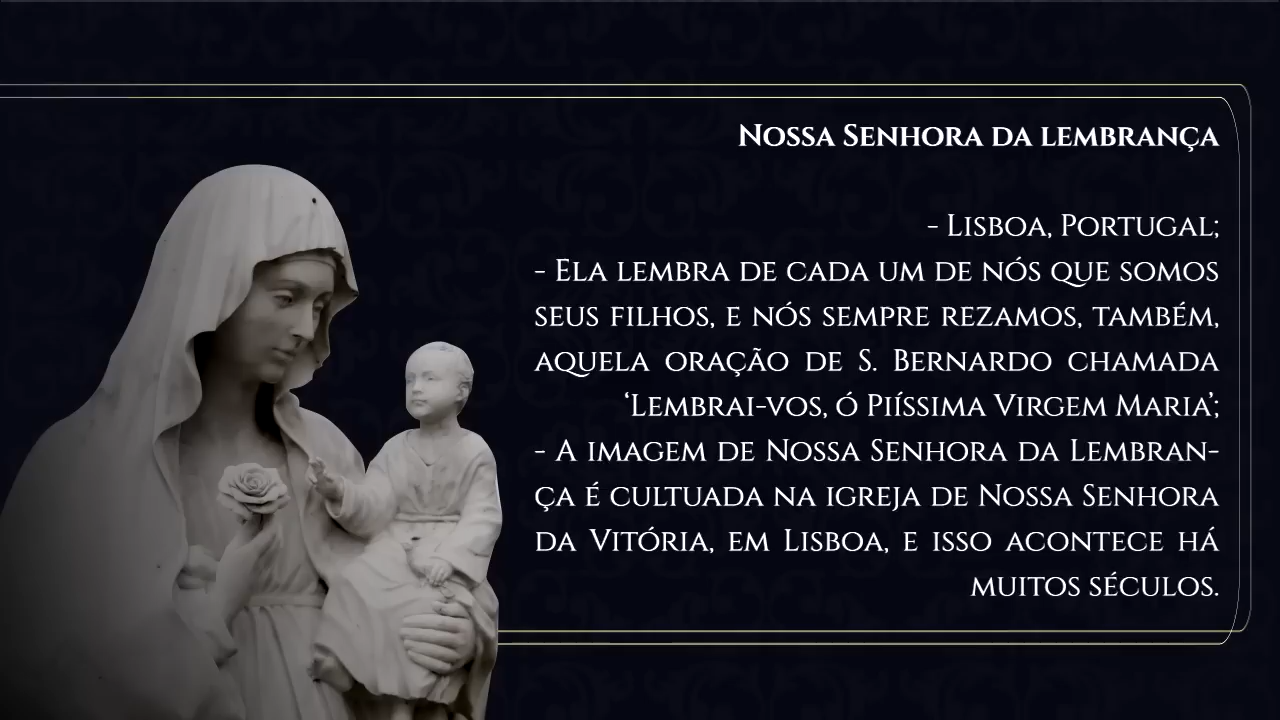 Nossa Senhora da lembrança
- Lisboa, Portugal;
- Ela lembra de cada um de nós que somos
seus filhos, e nós sempre rezamos, também,
aquela oração de S. Bernardo chamada
‘Lembrai-vos, ó Piíssima Virgem Maria’;
- A imagem de Nossa Senhora da Lembran-
ça é cultuada na igreja de Nossa Senhora
da Vitória, em Lisboa, e isso acontece há
muitos séculos.